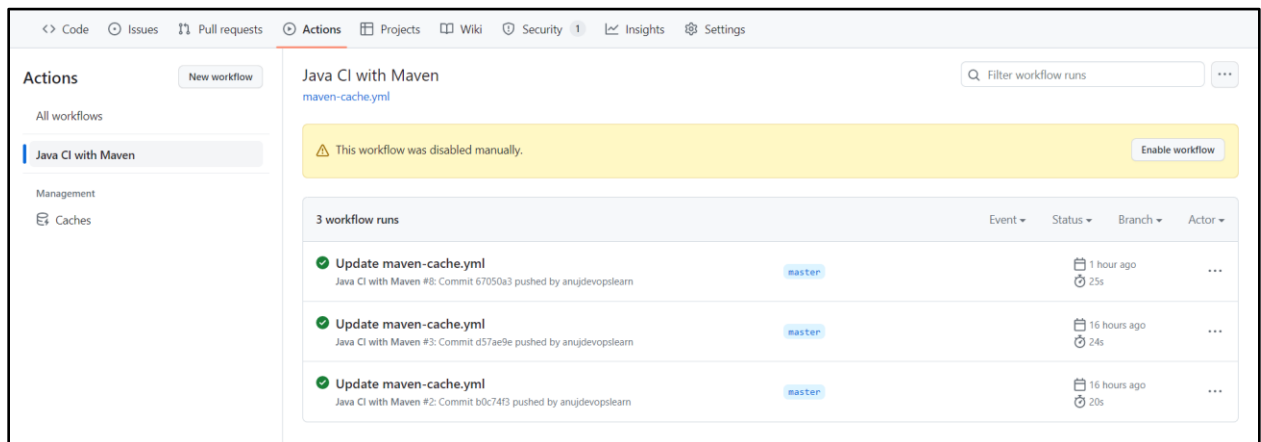 Code Issues Pull requests Actions Projects Wiki Security 1 Insights Settings
Actions New workflow
All workflows
Java CI with Maven
Management
Caches
Java CI with Maven
maven-cache.yml
Filter workflow runs
This workflow was disabled manually. Enable workflow
3 workflow runs Event Status Branch Actor
Update maven-cache.yml
Java CI with Maven #8: Commit 67050a3 pushed by anujdevopslearn
master
1 hour ago
25s
Update maven-cache.yml
Java CI with Maven #3: Commit d57ae9e pushed by anujdevopslearn
master
16 hours ago
24s
Update maven-cache.yml
Java CI with Maven #2: Commit b0c74f3 pushed by anujdevopslearn
master
16 hours ago
20s